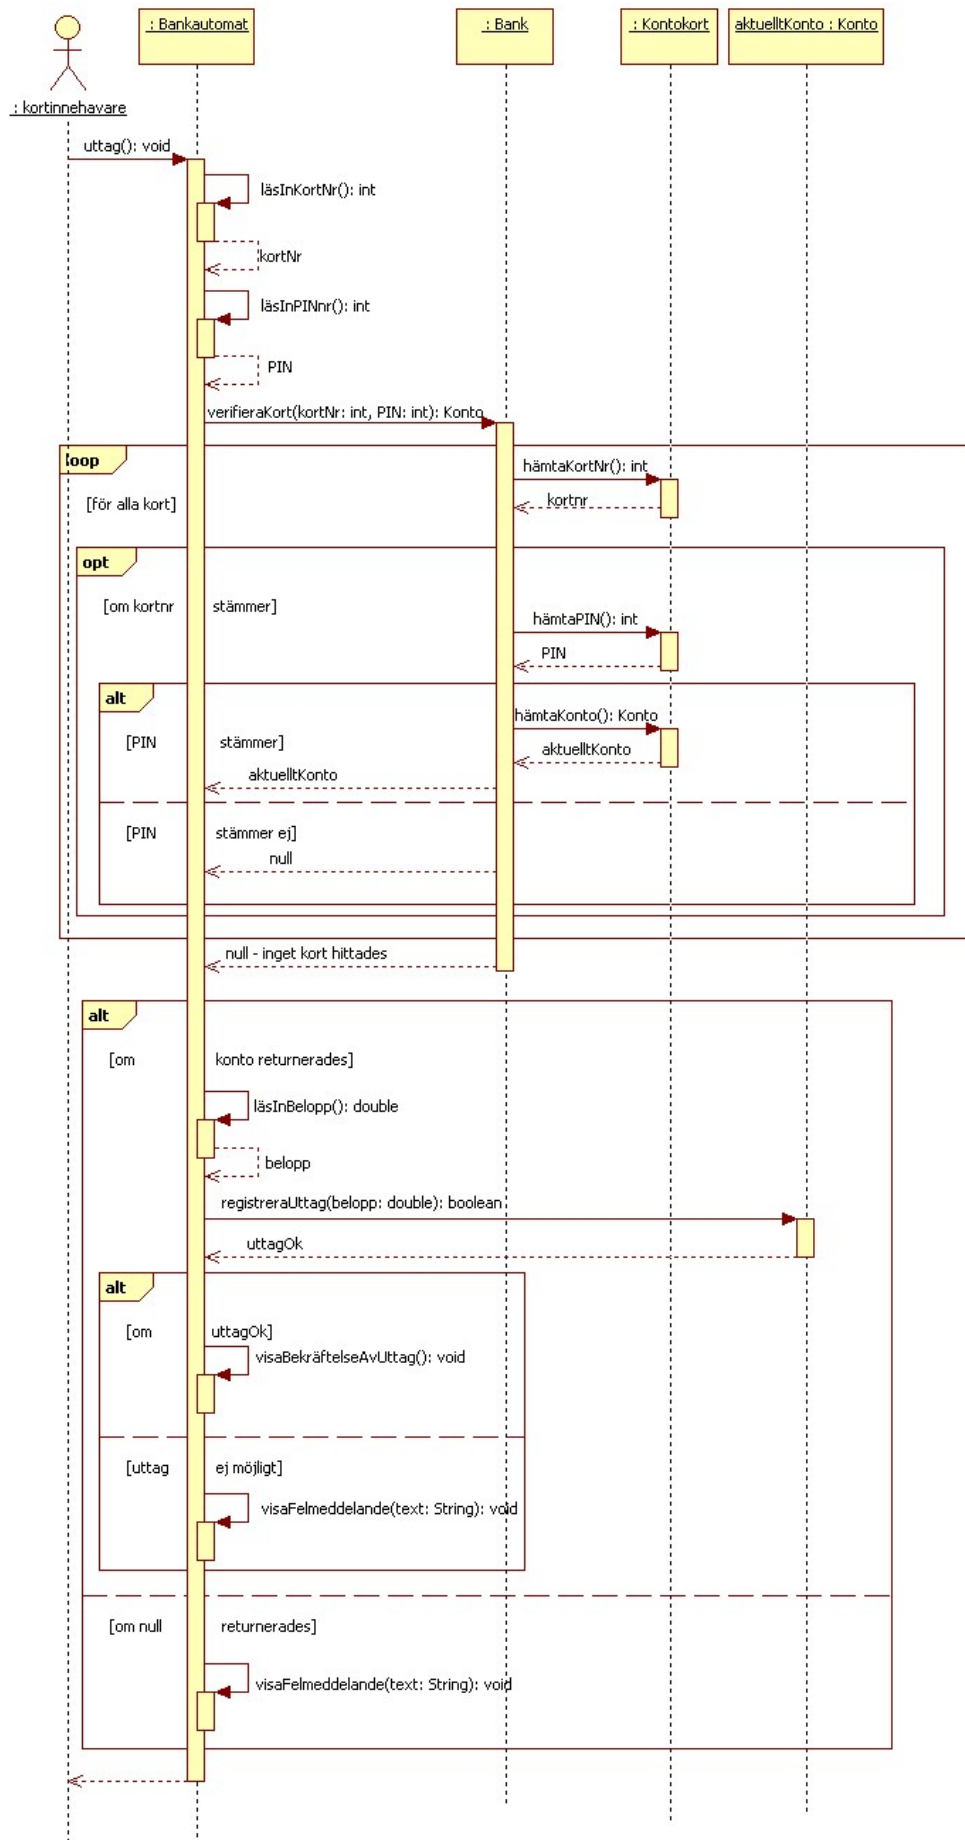 : Bankautomat
: Bank
: Kontokort
aktuelltKonto : Konto
: kortinnehavare
uttag(): void
läsInKortNr(): int
kortNr
läsInPINnr(): int
PIN
verifieraKort(kortNr: int, PIN: int): Konto
loop
hämtaKortNr(): int
[för alla kort]
kortnr
opt
[om kortnr stämmer]
hämtaPIN(): int
PIN
alt
hämtaKonto(): Konto
[PIN stämmer]
aktuelltKonto
aktuelltKonto
[PIN stämmer ej]
null
null - inget kort hittades
alt
[om konto returnerades]
läsInBelopp(): double
belopp
registreraUttag(belopp: double): boolean
uttagOk
alt
[om uttagOk]
visaBekräftelseAvUttag(): void
[uttag ej möjligt]
visaFelmeddelande(text: String): void
[om null returnerades]
visaFelmeddelande(text: String): void